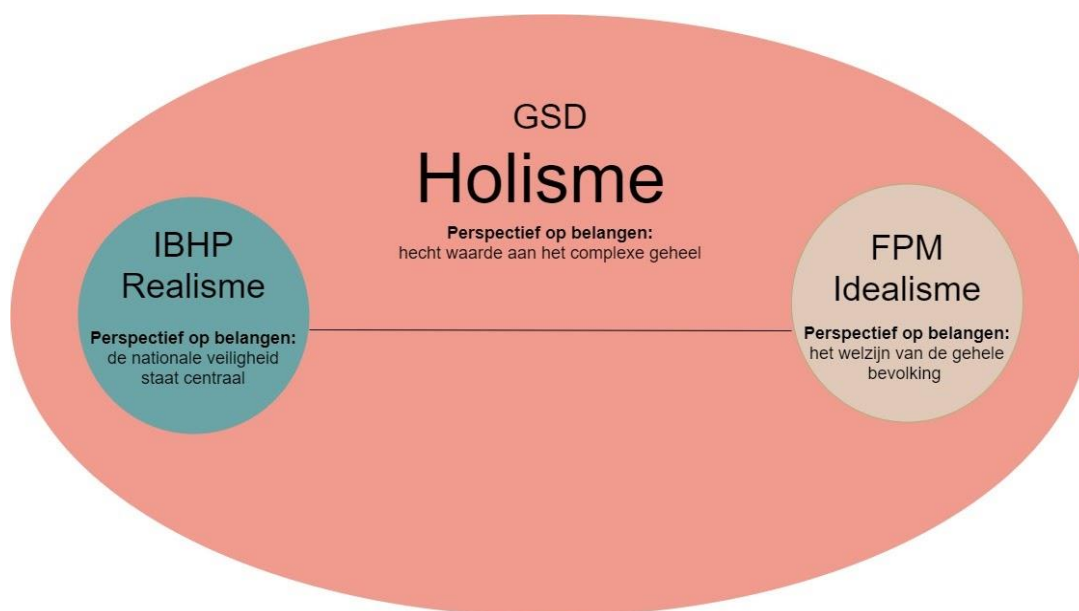 GSD
Holisme
Perspectief op belangen:
hecht waarde aan het complexe geheel
IBHP
Realisme
Perspectief op belangen:
de nationale veiligheid
staat centraal
FPM
Idealisme
Perspectief op belangen:
het welzijn van de gehele
bevolking